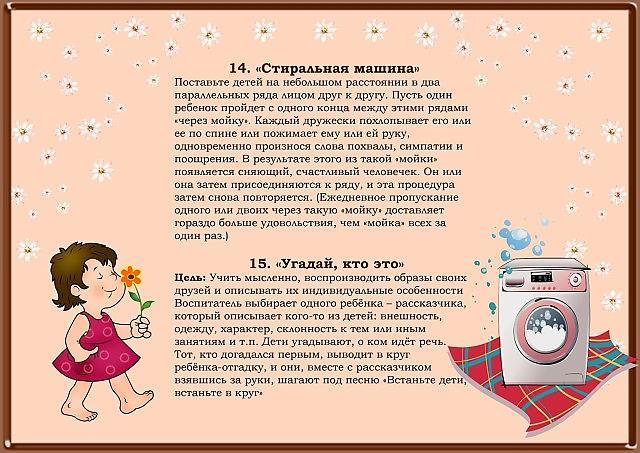 14. «Стиральная машина»
Поставьте детей на небольшом расстоянии в два
параллельных ряда лицом друг к другу. Пусть один
ребенок пройдет с одного конца между этими рядами
«через мойку». Каждый дружески похлопывает его или
ее по спине или пожимает ему или ей руку,
одновременно произнося слова похвалы, симпатии и
поощрения. В результате этого из такой «мойки»
появляется сияющий, счастливый человечек. Он или
она затем присоединяются к ряду, и эта процедура
затем снова повторяется. (Ежедневное пропускание
одного или двоих через такую «мойку» доставляет
гораздо больше удовольствия, чем «мойка» всех за
один раз.)
15. «Угадай, кто это»
Цель: Учить мысленно, воспроизводить образы своих
друзей и описывать их индивидуальные особенности
Воспитатель выбирает одного ребёнка – рассказчика,
который описывает кого-то из детей: внешность,
одежду, характер, склонность к тем или иным
занятиям и т.п. Дети угадывают, о ком идёт речь.
Тот, кто догадался первым, выводит в круг
ребёнка-отгадку, и они, вместе с рассказчиком
взявшись за руки, шагают под песню «Встаньте дети,
встаньте в круг»